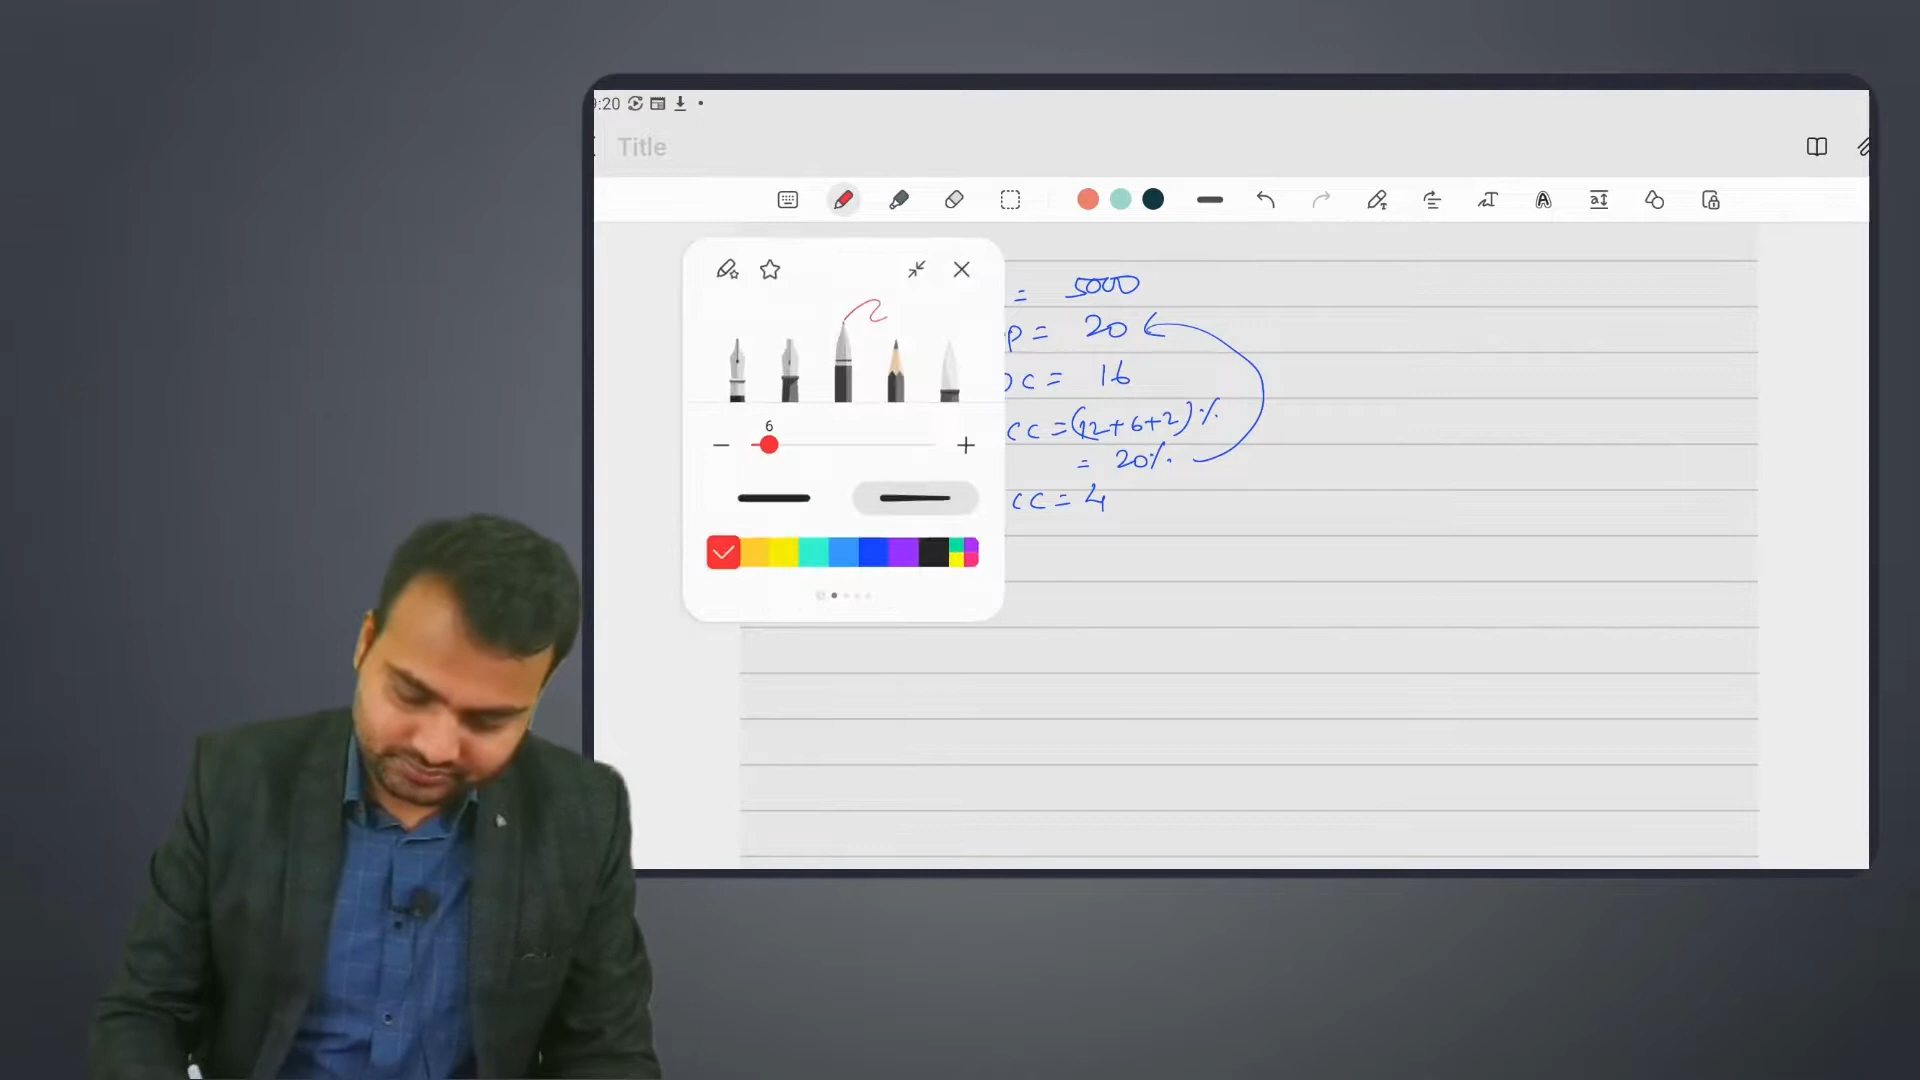 :20
Title
= 5000
p = 20
C = 16
6
CC = (12+6+2)%
= 20%
CC = 4